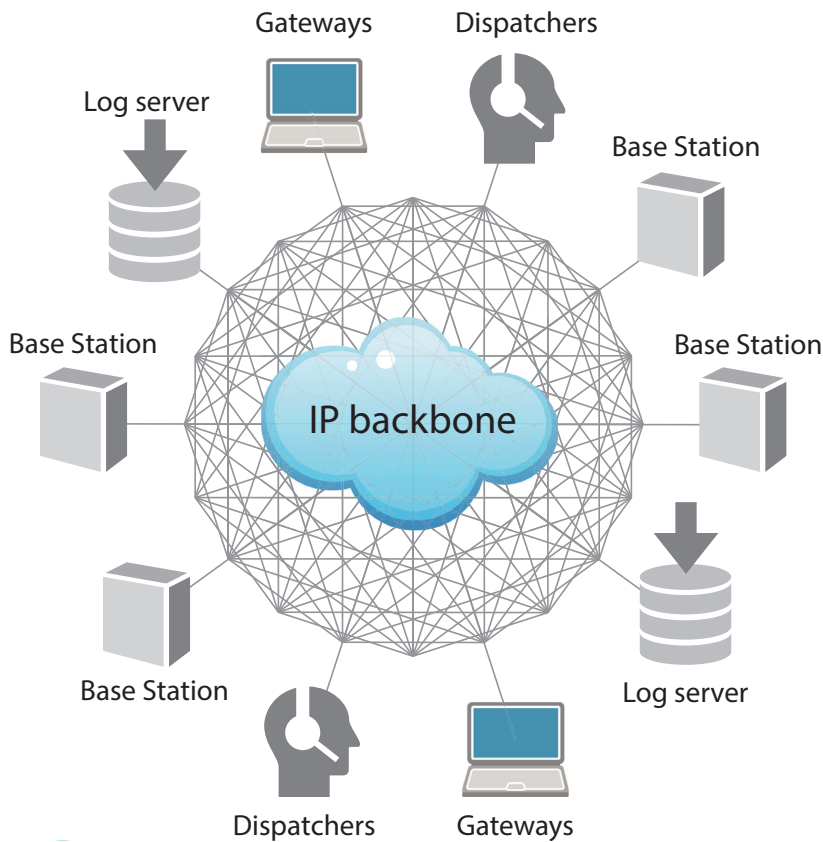 Gateways
Dispatchers
Log server
Base Station
Base Station
Base Station
IP backbone
Base Station
Log server
Dispatchers
Gateways